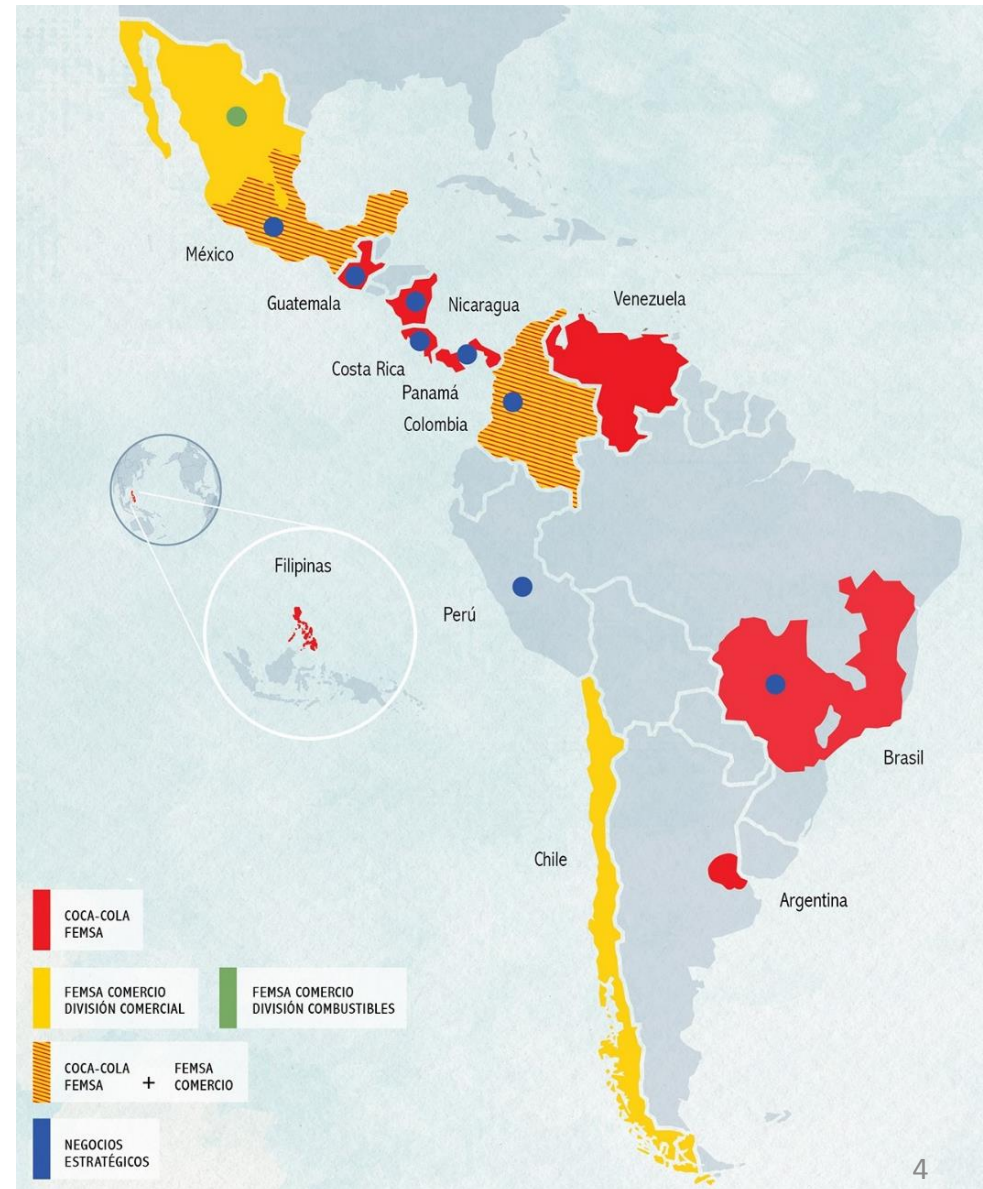 México
Guatemala
Nicaragua
Venezuela
Costa Rica
Panamá
Colombia
Filipinas
Perú
Brasil
Chile
Argentina
COCA-COLA
FEMSA
FEMSA COMERCIO
DIVISIÓN COMERCIAL
FEMSA COMERCIO
DIVISIÓN COMBUSTIBLES
COCA-COLA
FEMSA
+
FEMSA
COMERCIO
NEGOCIOS
ESTRATÉGICOS
4